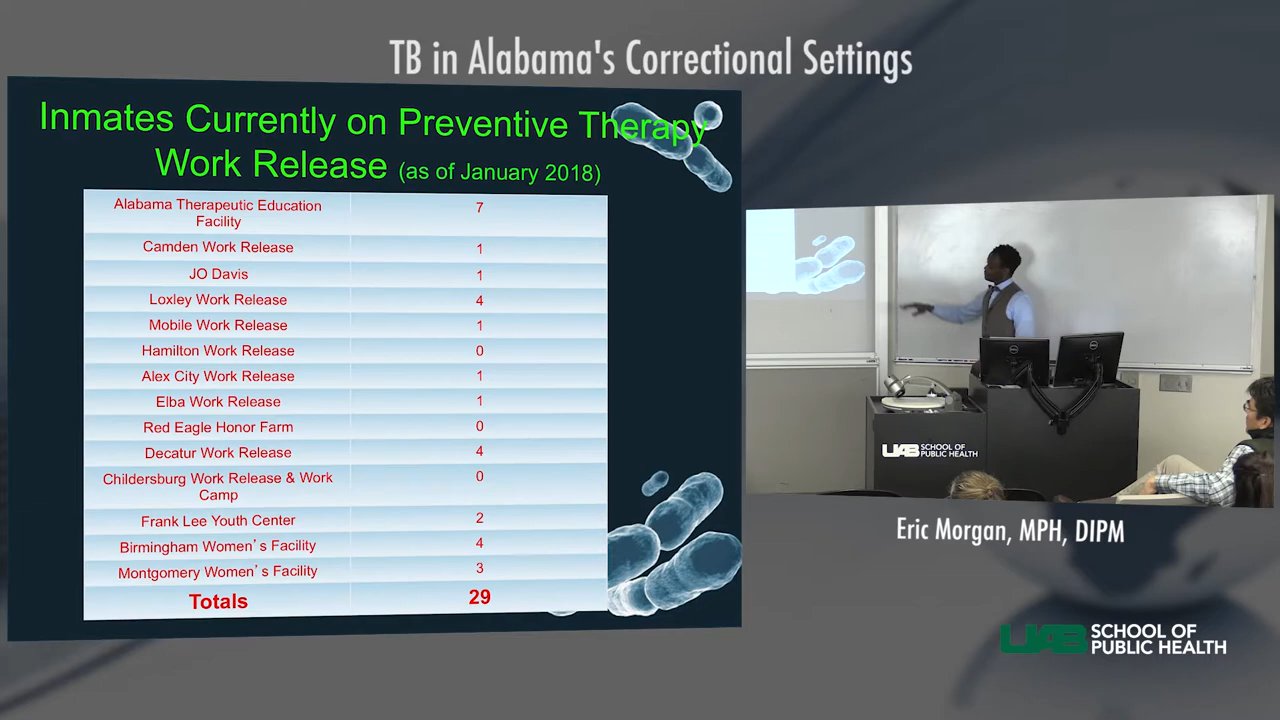 TB in Alabama's Correctional Settings
Inmates Currently on Preventive Therapy
Work Release (as of January 2018)
Alabama Therapeutic Education
Facility
7
Camden Work Release 1
JO Davis 1
Loxley Work Release 4
Mobile Work Release 1
Hamilton Work Release 0
Alex City Work Release 1
Elba Work Release 1
Red Eagle Honor Farm 0
Decatur Work Release 4
Childersburg Work Release & Work
Camp
0
Frank Lee Youth Center 2
Birmingham Women's Facility 4
Montgomery Women's Facility 3
Totals 29
UAB SCHOOL OF
PUBLIC HEALTH
Eric Morgan, MPH, DIPM
UAB SCHOOL OF
PUBLIC HEALTH